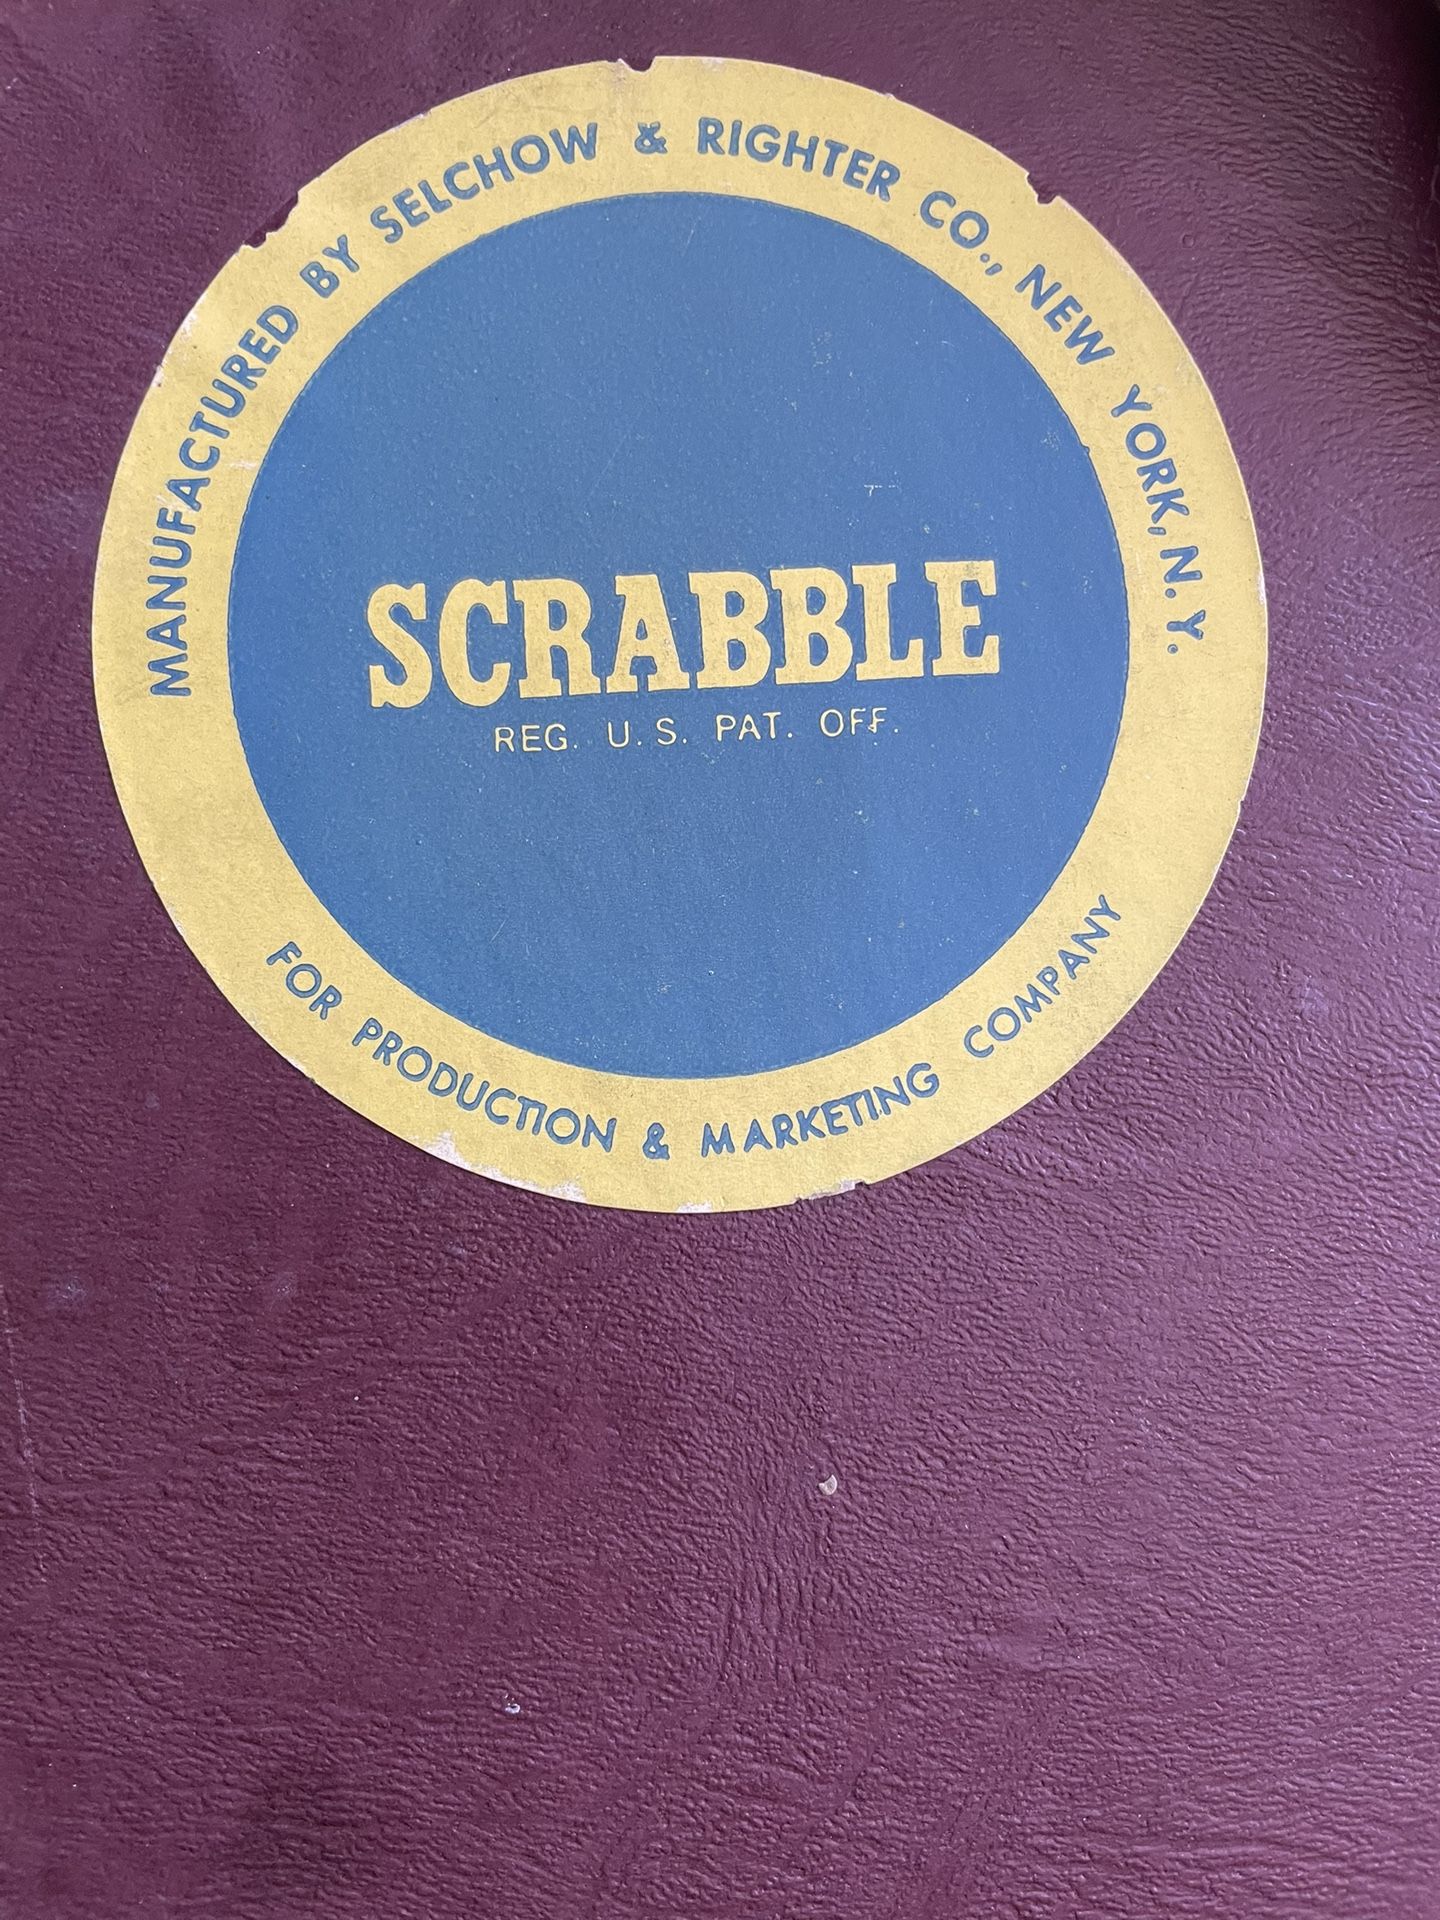 MANUFACTURED BY SELCHOW & RIGHTER CO., NEW YORK, N.Y.
SCRABBLE
REG. U.S. PAT. OFF.
FOR PRODUCTION & MARKETING COMPANY